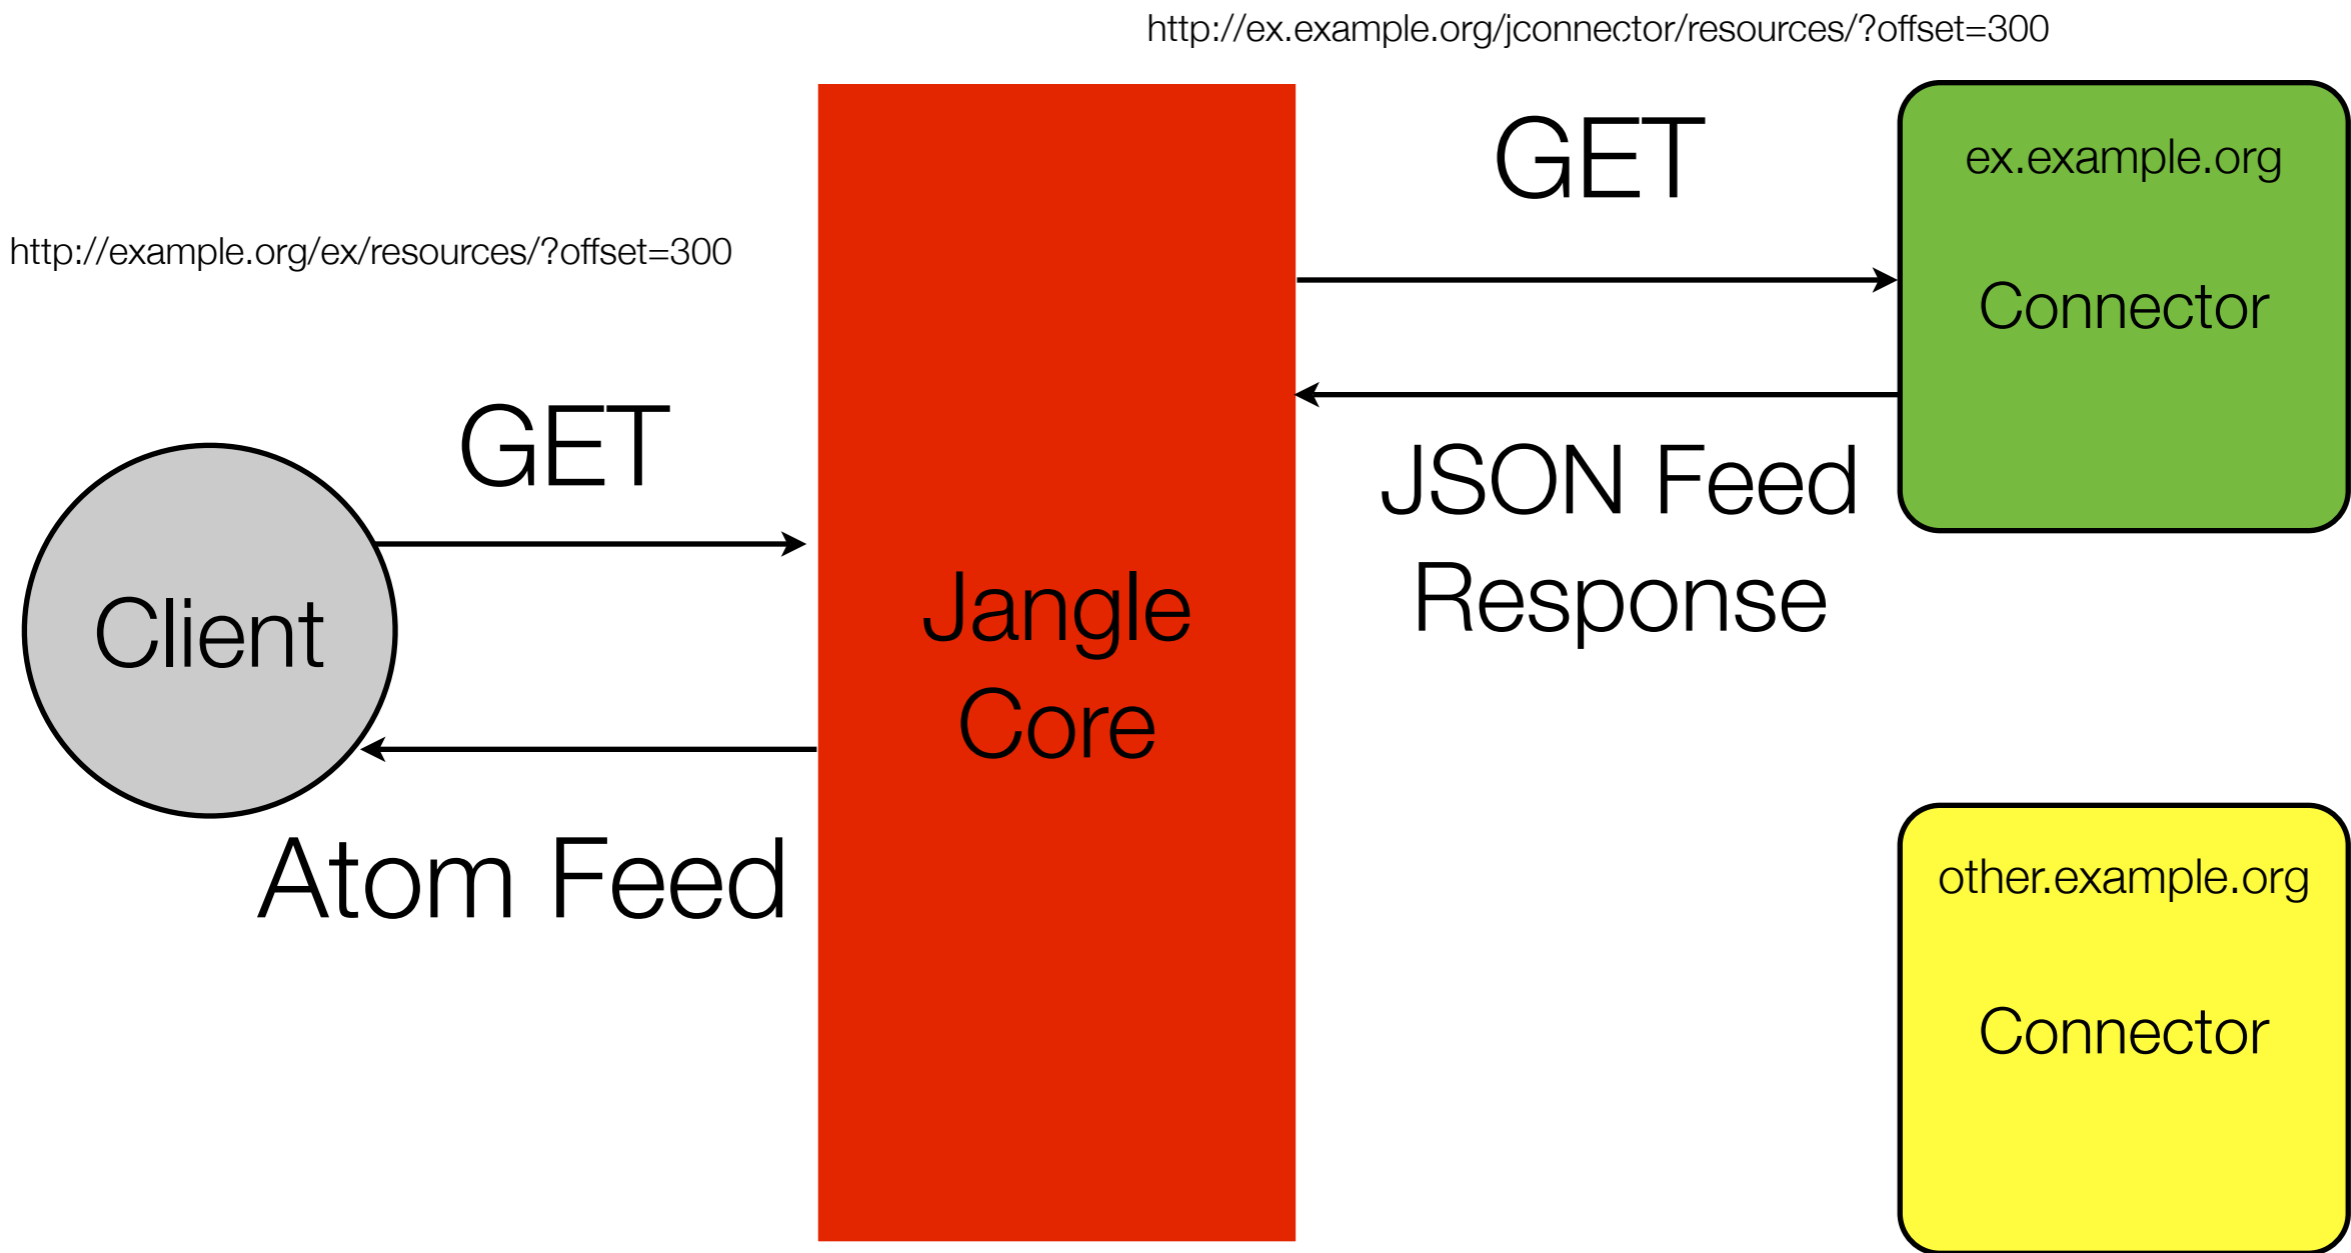 http://ex.example.org/jconnector/resources/?offset=300
http://example.org/ex/resources/?offset=300
GET
ex.example.org
Connector
GET
JSON Feed
Response
Client
Jangle
Core
Atom Feed
other.example.org
Connector